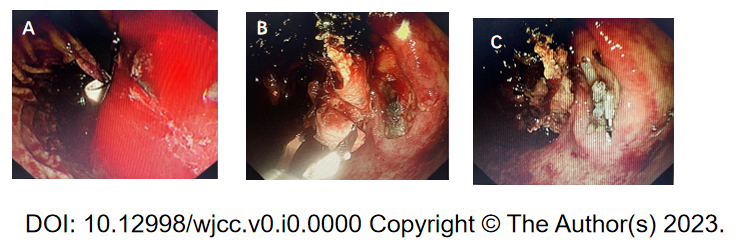 A
B
C
DOI: 10.12998/wjcc.v0.i0.0000 Copyright © The Author(s) 2023.